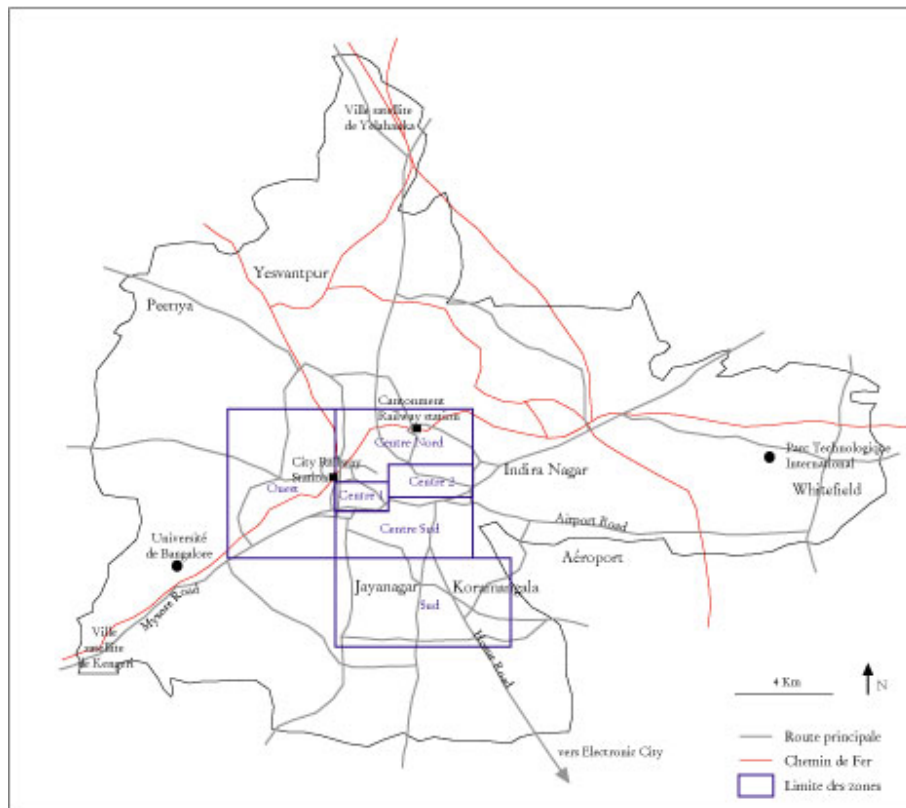 Ville satellite
de Yelahanka
Yesvantpur
Peenya
Cantonment
Railway station
Centre Nord
City Railway
Station
Ouest
Centre 1
Centre 2
Indira Nagar
Parc Technologique
International
Whitefield
Centre Sud
Airport Road
Aéroport
Université
de Bangalore
Mysore Road
Jayanagar
Koramangala
Sud
Ville
satellite
de Kengeri
Hosur Road
vers Electronic City
4 Km
N
Route principale
Chemin de Fer
Limite des zones